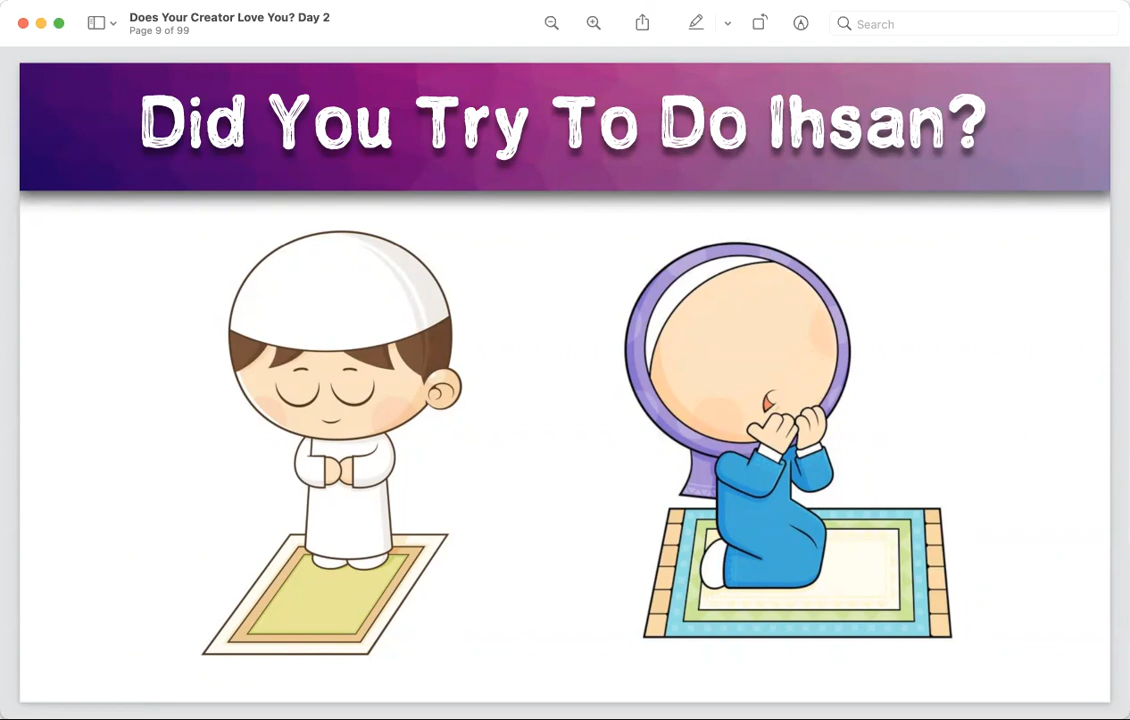 Does Your Creator Love You? Day 2
Page 9 of 99
Search
Did You Try To Do Ihsan?